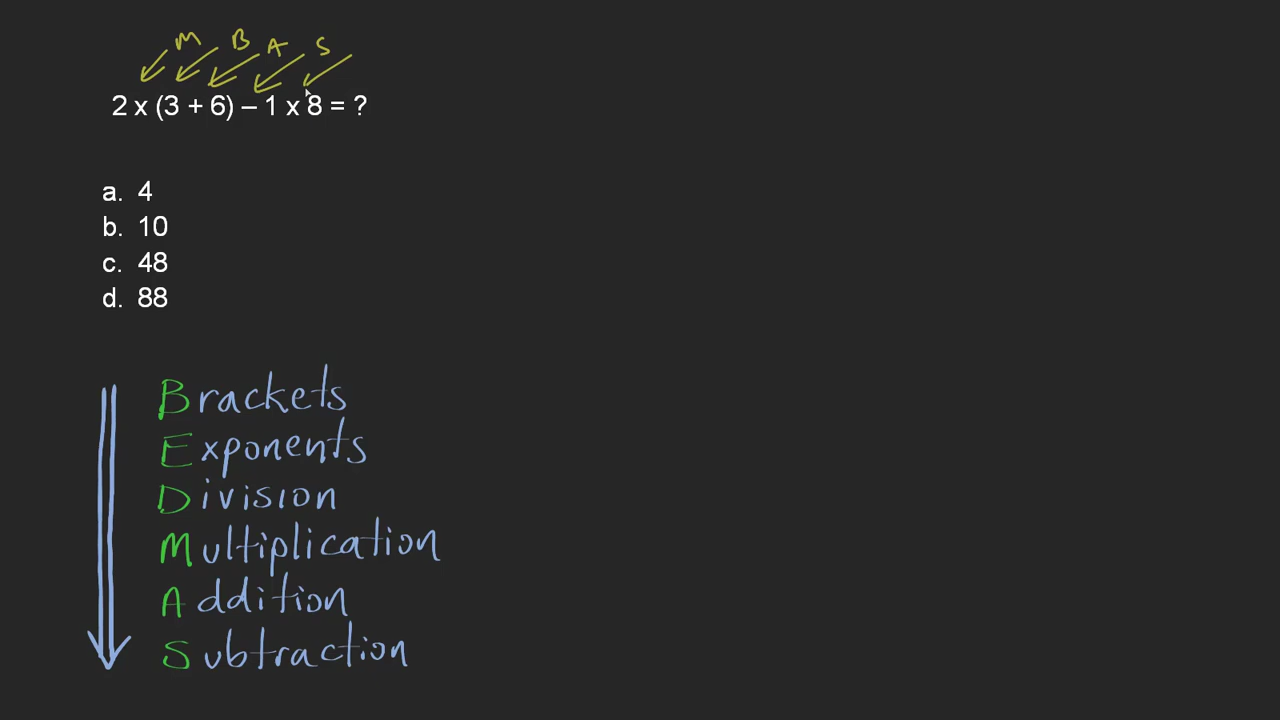 M B A S
2 x (3 + 6) – 1 x 8 = ?
a. 4
b. 10
c. 48
d. 88
Brackets
Exponents
Division
Multiplication
Addition
Subtraction